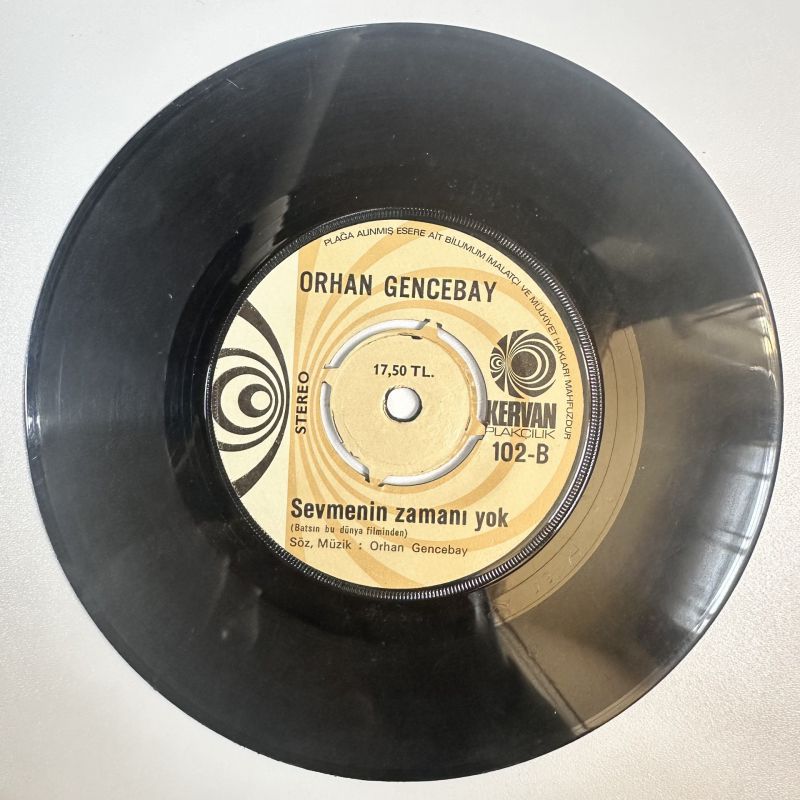 PLAĞA ALINMIŞ ESERE AİT BİLUMUM İMALATÇI VE MÜLKİYET HAKLARI MAHFUZDUR
ORHAN GENCEBAY
17,50 TL.
STEREO
KERVAN
PLAKÇILIK
102-B
Sevmenin zamanı yok
(Batsın bu dünya filminden)
Söz, Müzik : Orhan Gencebay